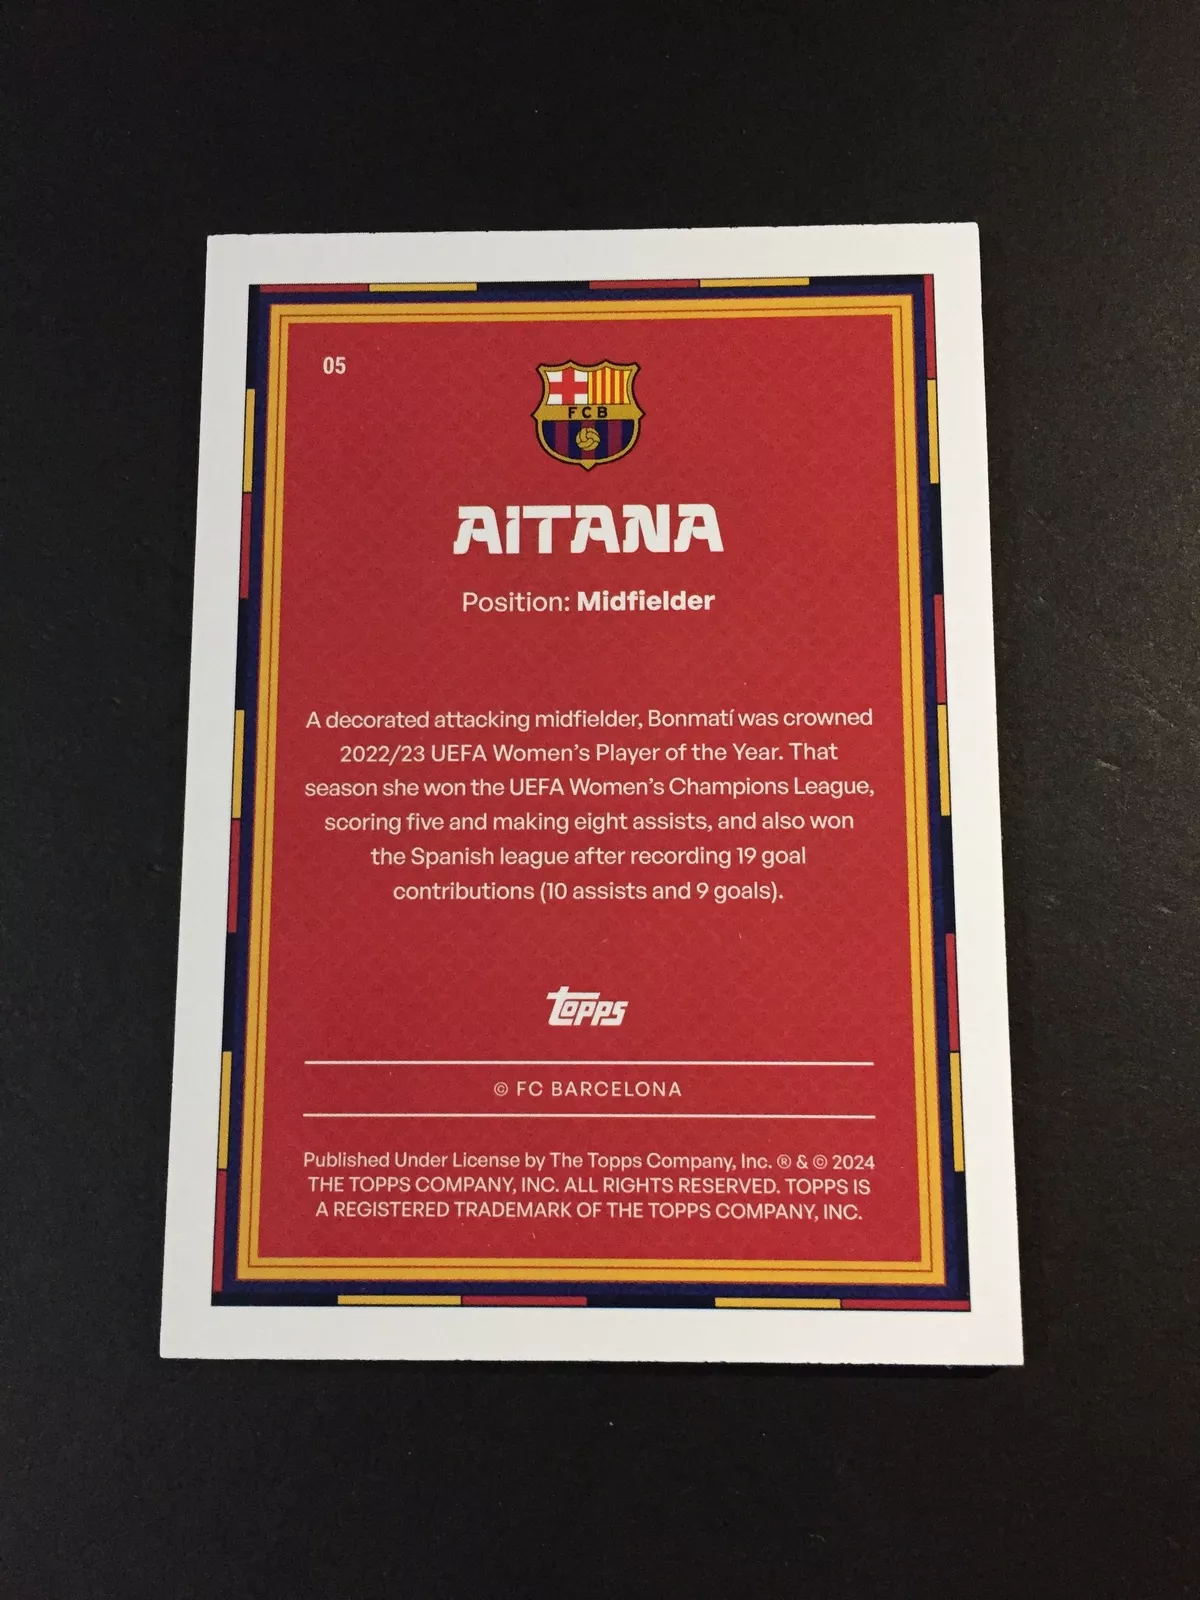 05
FCB
AITANA
Position: Midfielder
A decorated attacking midfielder, Bonmatí was crowned
2022/23 UEFA Women's Player of the Year. That
season she won the UEFA Women's Champions League,
scoring five and making eight assists, and also won
the Spanish league after recording 19 goal
contributions (10 assists and 9 goals).
topps
© FC BARCELONA
Published Under License by The Topps Company, Inc. ® & © 2024
THE TOPPS COMPANY, INC. ALL RIGHTS RESERVED. TOPPS IS
A REGISTERED TRADEMARK OF THE TOPPS COMPANY, INC.